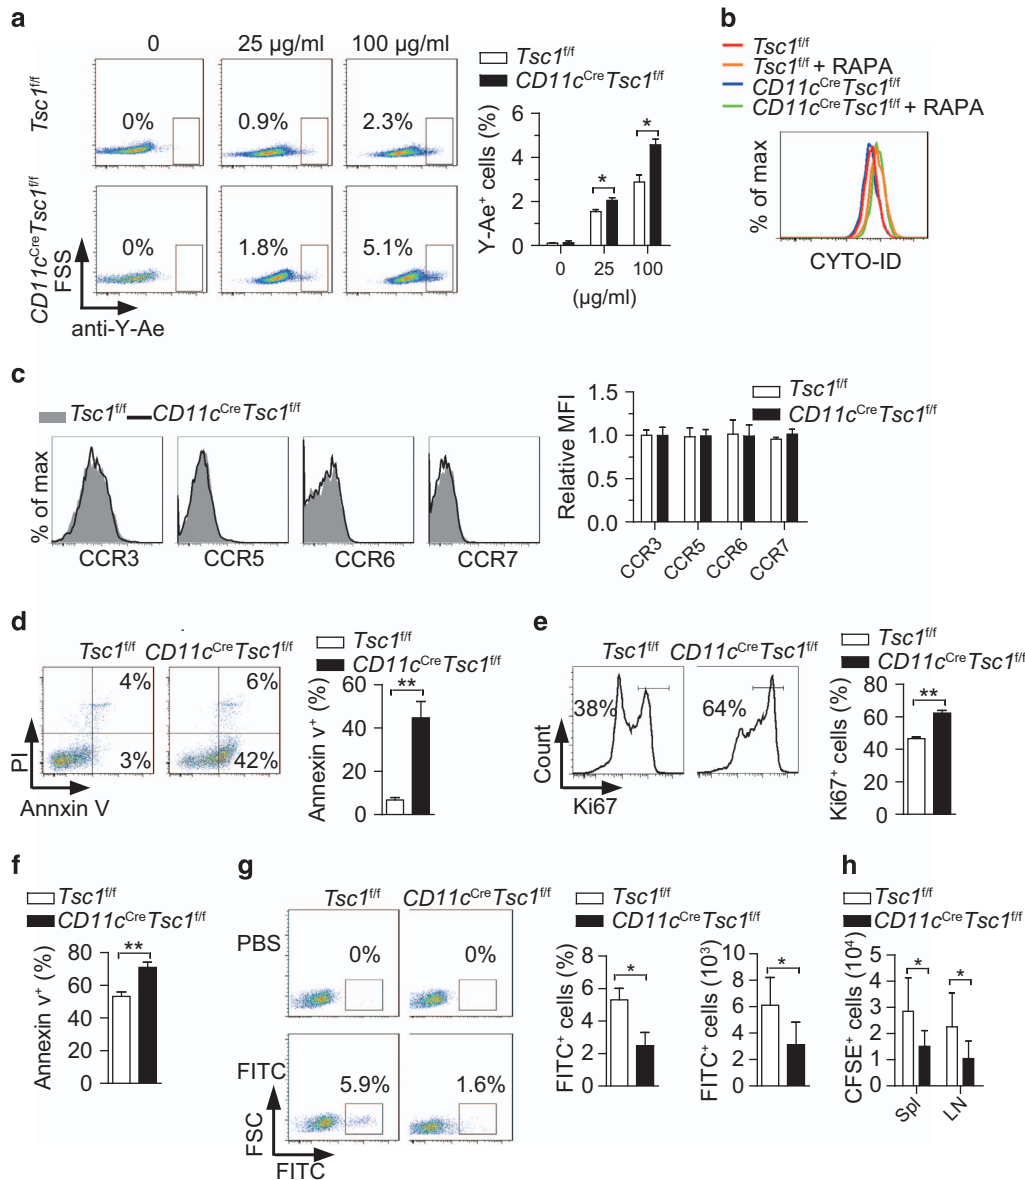 a
0 25 µg/ml 100 µg/ml
Tsc1f/f
0% 0.9% 2.3%
CD11cCreTsc1f/f
0% 1.8% 5.1%
FSS
anti-Y-Ae
Tsc1f/f
CD11cCreTsc1f/f
Y-Ae+ cells (%)
6
4
2
0
* *
0 25 100
(µg/ml)
b
Tsc1f/f
Tsc1f/f + RAPA
CD11cCreTsc1f/f
CD11cCreTsc1f/f + RAPA
% of max
CYTO-ID
c
Tsc1f/f CD11cCreTsc1f/f
% of max
CCR3 CCR5 CCR6 CCR7
Tsc1f/f
CD11cCreTsc1f/f
Relative MFI
1.5
1.0
0.5
0.0
CCR3 CCR5 CCR6 CCR7
d
Tsc1f/f CD11cCreTsc1f/f
4% 6%
3% 42%
PI
Annxin V
Tsc1f/f
CD11cCreTsc1f/f
Annexin v+ (%)
60
40
20
0
**
e
Tsc1f/f CD11cCreTsc1f/f
38% 64%
Count
Ki67
Tsc1f/f
CD11cCreTsc1f/f
Ki67+ cells (%)
80
60
40
20
0
**
f
Tsc1f/f
CD11cCreTsc1f/f
Annexin v+ (%)
80
60
40
20
0
**
g
Tsc1f/f CD11cCreTsc1f/f
PBS
0% 0%
FITC
5.9% 1.6%
FSC
FITC
Tsc1f/f
CD11cCreTsc1f/f
FITC+ cells (%)
8
6
4
2
0
*
FITC+ cells (10³)
10
8
6
4
2
0
*
h
Tsc1f/f
CD11cCreTsc1f/f
CFSE+ cells (10⁴)
5
4
3
2
1
0
* *
Spl LN